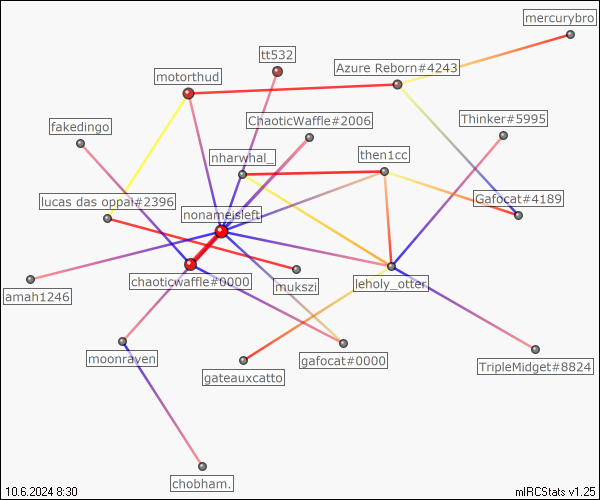 mercurybro
tt532
Azure Reborn#4243
motorthud
ChaoticWaffle#2006
Thinker#5995
fakedingo
nharwhal_
then1cc
lucas das oppai#2396
Gafocat#4189
nonameisleft
chaoticwaffle#0000
mukszi
leholy_otter
amah1246
moonraven
gafocat#0000
TripleMidget#8824
gateauxcatto
chobham.
10.6.2024 8:30
mIRCStats v1.25